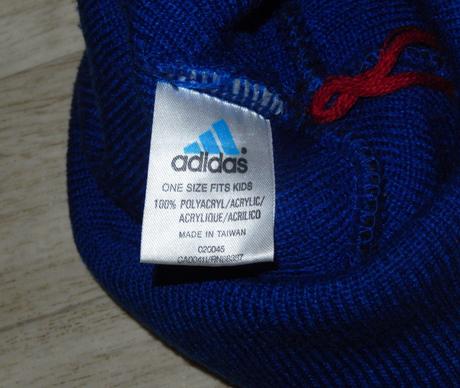 adidas
ONE SIZE FITS KIDS
100% POLYACRYL/ACRYLIC/
ACRYLIQUE/ACRILICO
MADE IN TAIWAN
020045